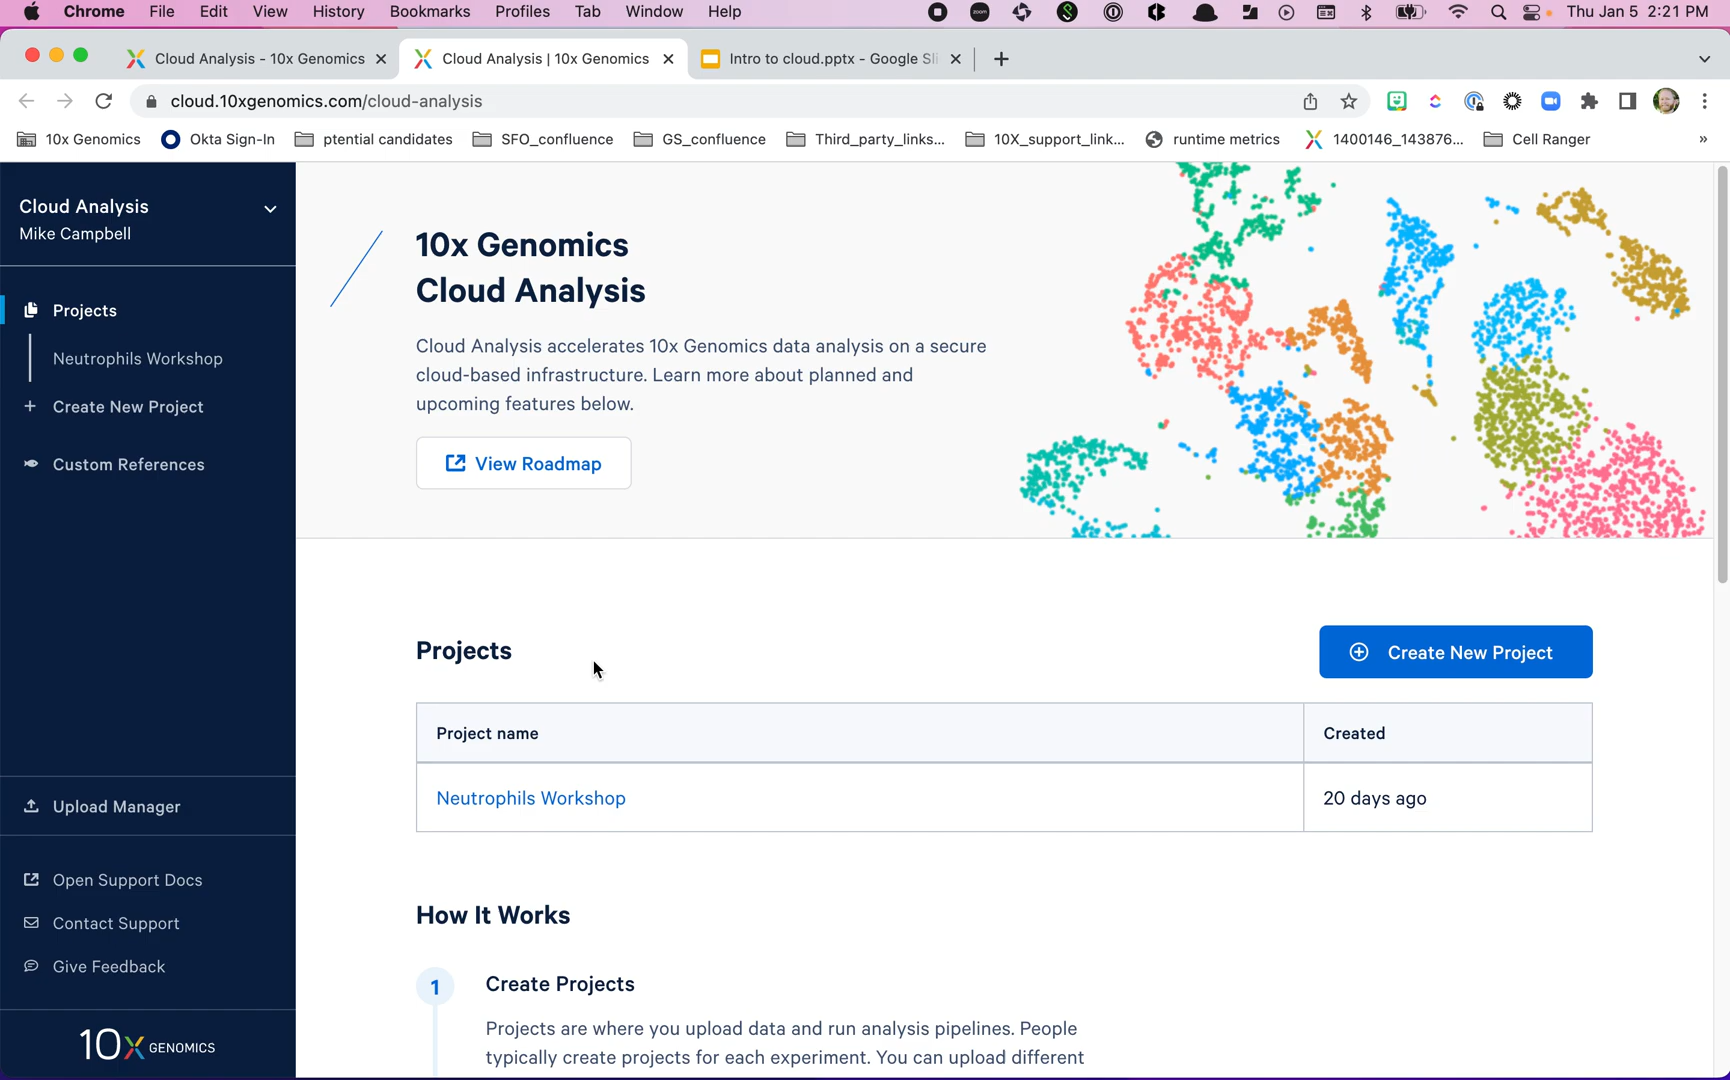 Chrome File Edit View History Bookmarks Profiles Tab Window Help
zoom
Thu Jan 5 2:21 PM
Cloud Analysis - 10x Genomics
Cloud Analysis | 10x Genomics
Intro to cloud.pptx - Google Sli
cloud.10xgenomics.com/cloud-analysis
10x Genomics
Okta Sign-In
ptential candidates
SFO_confluence
GS_confluence
Third_party_links...
10X_support_link...
runtime metrics
1400146_143876...
Cell Ranger
»
Cloud Analysis
Mike Campbell
Projects
Neutrophils Workshop
+ Create New Project
Custom References
Upload Manager
Open Support Docs
Contact Support
Give Feedback
10x GENOMICS
10x Genomics
Cloud Analysis
Cloud Analysis accelerates 10x Genomics data analysis on a secure
cloud-based infrastructure. Learn more about planned and
upcoming features below.
View Roadmap
Projects
Create New Project
Project name
Created
Neutrophils Workshop
20 days ago
How It Works
1
Create Projects
Projects are where you upload data and run analysis pipelines. People
typically create projects for each experiment. You can upload different